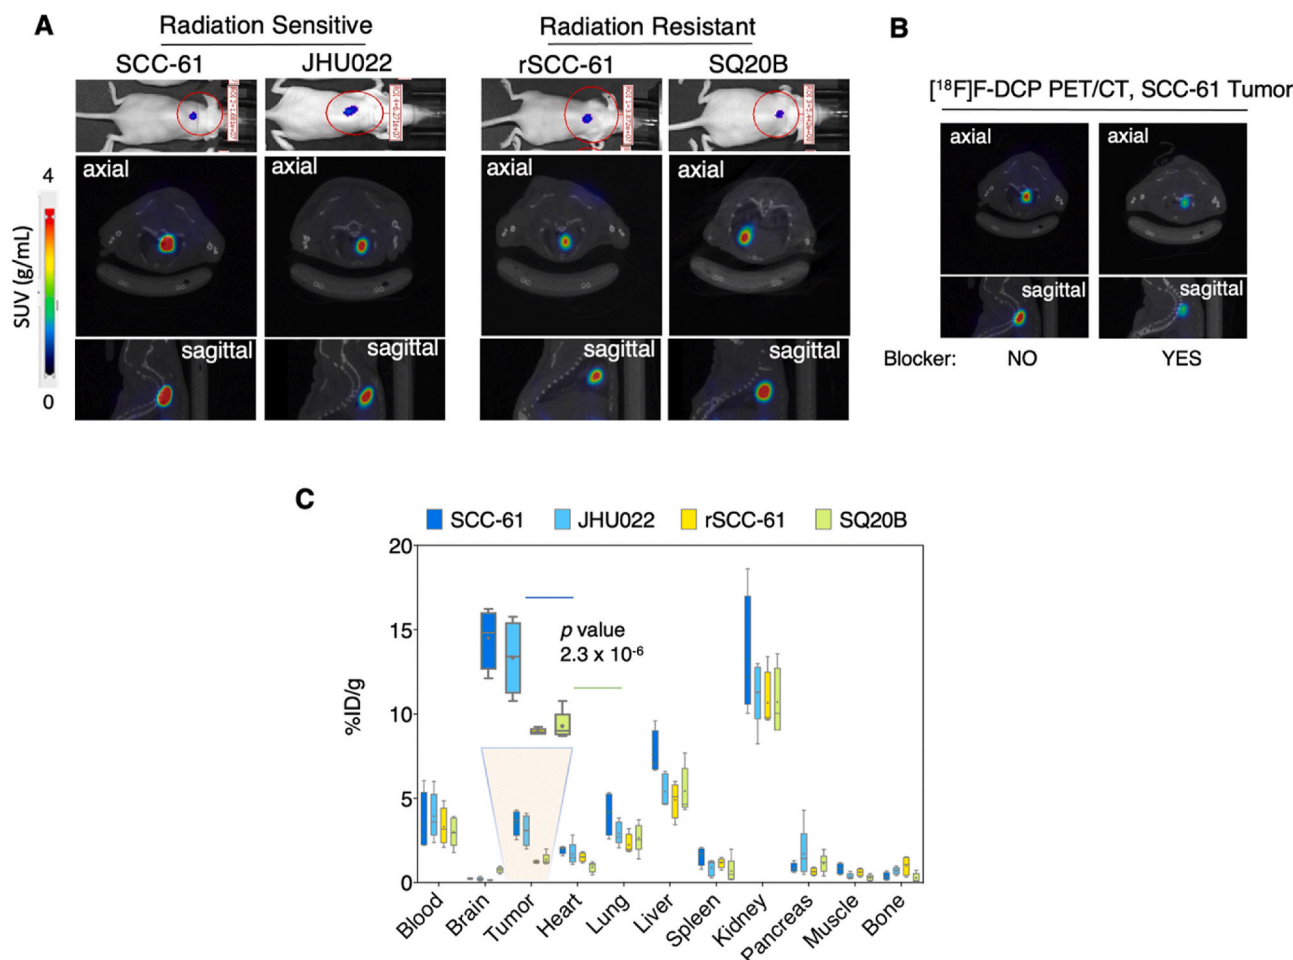 A
Radiation Sensitive
Radiation Resistant
SCC-61
JHU022
rSCC-61
SQ20B
axial
axial
axial
axial
4
SUV (g/mL)
0
sagittal
sagittal
sagittal
sagittal
B
[¹⁸F]F-DCP PET/CT, SCC-61 Tumor
axial
axial
sagittal
sagittal
Blocker: NO YES
C
SCC-61 JHU022 rSCC-61 SQ20B
20
15
10
5
0
%ID/g
p value
2.3 x 10⁻⁶
Blood
Brain
Tumor
Heart
Lung
Liver
Spleen
Kidney
Pancreas
Muscle
Bone